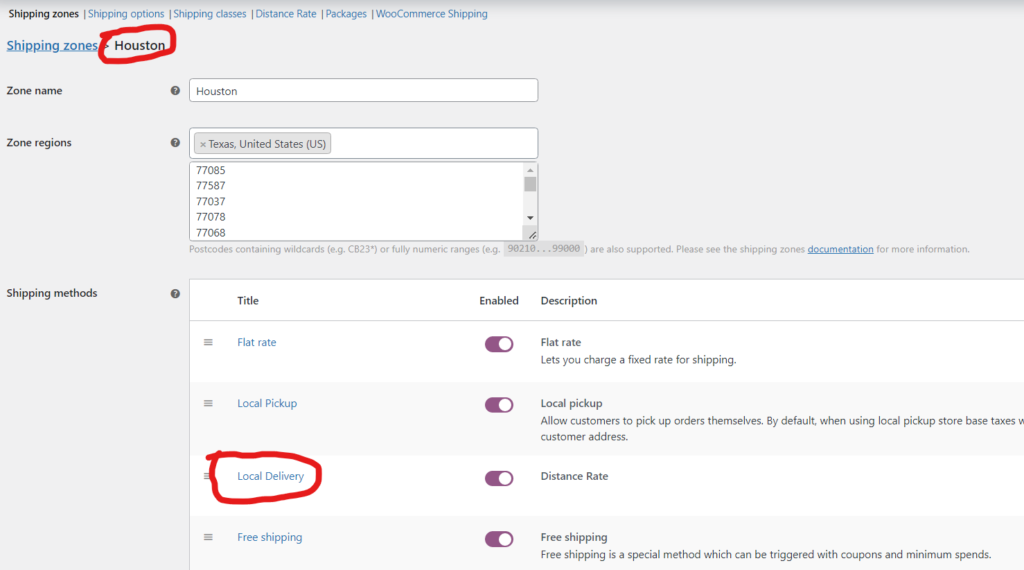 Shipping zones | Shipping options | Shipping classes | Distance Rate | Packages | WooCommerce Shipping
Shipping zones > Houston
Zone name
Houston
Zone regions
× Texas, United States (US)
77085
77587
77037
77078
77068
Postcodes containing wildcards (e.g. CB23*) or fully numeric ranges (e.g. 90210...99000) are also supported. Please see the shipping zones documentation for more information.
Shipping methods
Title Enabled Description
Flat rate Flat rate
Lets you charge a fixed rate for shipping.
Local Pickup Local pickup
Allow customers to pick up orders themselves. By default, when using local pickup store base taxes w
customer address.
Local Delivery Distance Rate
Free shipping Free shipping
Free shipping is a special method which can be triggered with coupons and minimum spends.